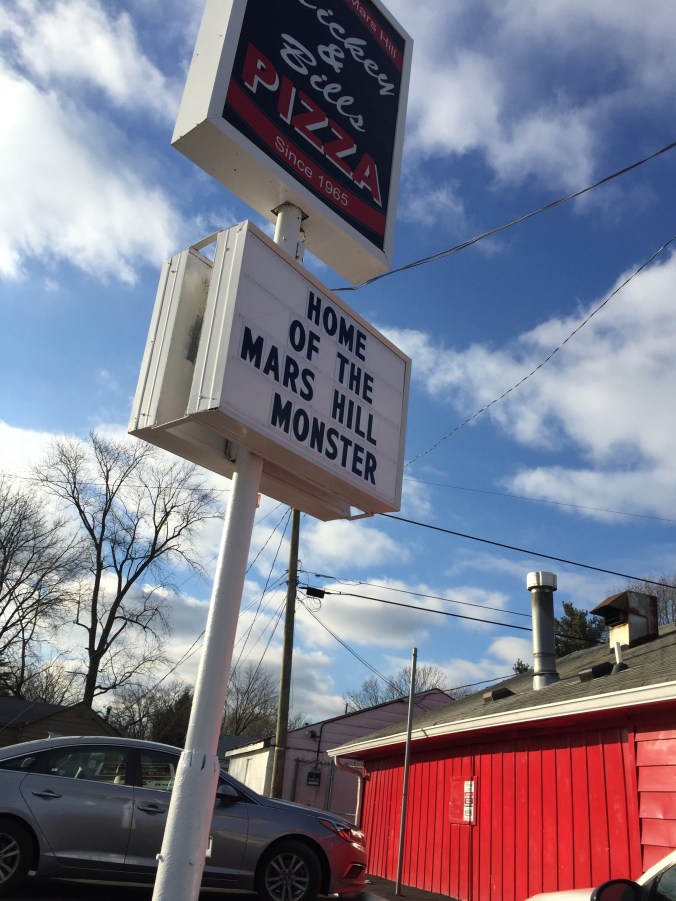 Mars Hill
& 
Bills
PIZZA
Since 1965
HOME
OF THE
MARS HILL
MONSTER